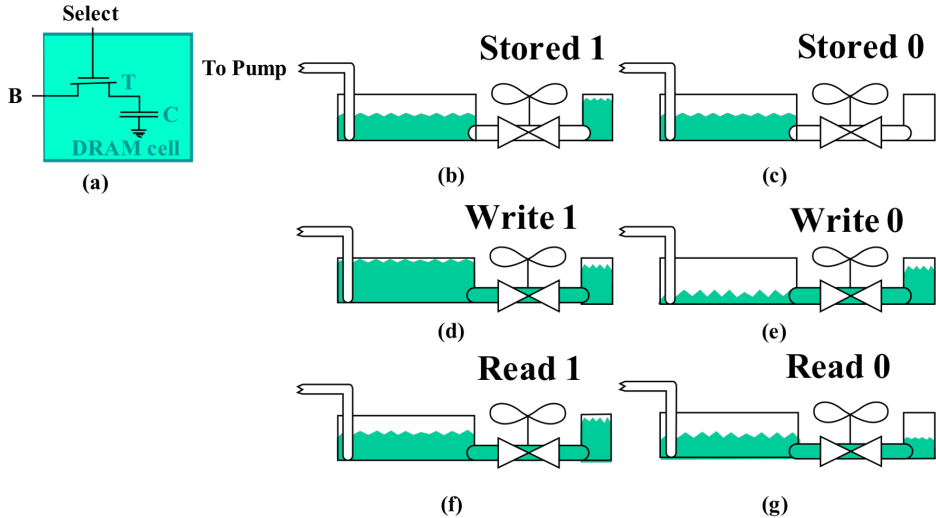 Select
B
T
C
DRAM cell
(a)
To Pump
Stored 1
(b)
Stored 0
(c)
Write 1
(d)
Write 0
(e)
Read 1
(f)
Read 0
(g)